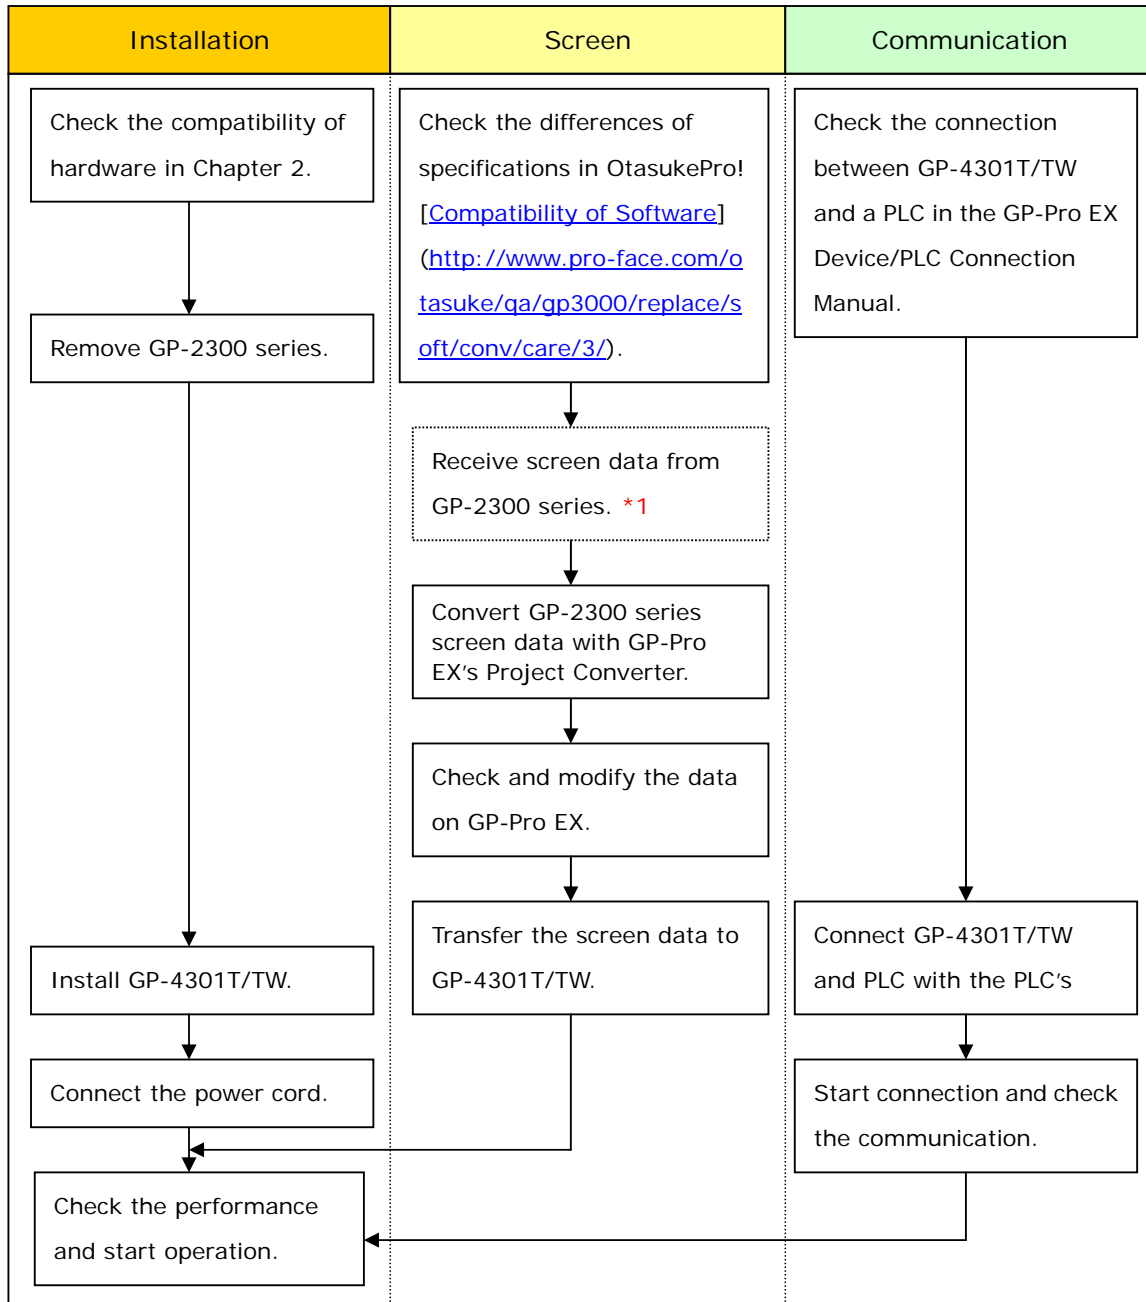 Installation
Screen
Communication
Check the compatibility of
hardware in Chapter 2.
Remove GP-2300 series.
Install GP-4301T/TW.
Connect the power cord.
Check the performance
and start operation.
Check the differences of
specifications in OtasukePro!
[Compatibility of Software]
(http://www.pro-face.com/o
tasuke/qa/gp3000/replace/s
oft/conv/care/3/).
Receive screen data from
GP-2300 series. *1
Convert GP-2300 series
screen data with GP-Pro
EX's Project Converter.
Check and modify the data
on GP-Pro EX.
Transfer the screen data to
GP-4301T/TW.
Check the connection
between GP-4301T/TW
and a PLC in the GP-Pro EX
Device/PLC Connection
Manual.
Connect GP-4301T/TW
and PLC with the PLC's
Start connection and check
the communication.